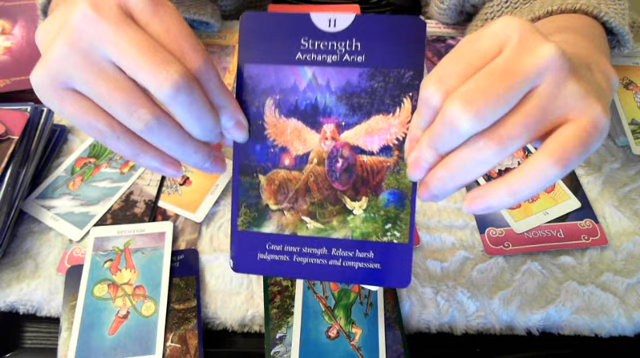 11
Strength
Archangel Ariel
Great inner strength. Release harsh
judgments. Forgiveness and compassion.
PASSION